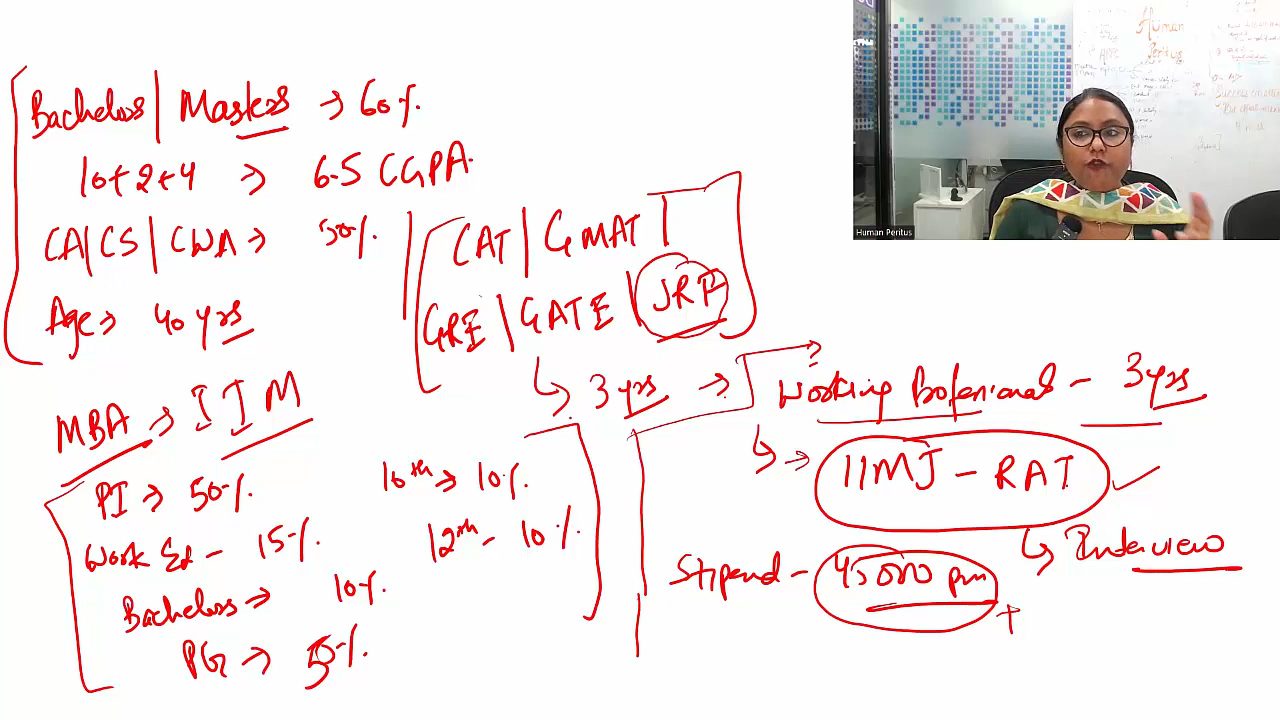 Bachelors | Masters → 60%
10+2+4 → 6.5 CGPA
CA|CS|CWA → 50%
Age → 40 yrs
CAT | GMAT |
GRE | GATE | JRF
↳ 3 yrs →
Working Professional - 3 yrs
↳ → IIMJ - RAT ✓
↳ Interview
Stipend - 45000 pm +
MBA → IIM
PI → 50%
Work Ex - 15%
Bachelors → 10%
PG → 5%
10th → 10%
12th - 10%
Human Peritus
Human
Peritus